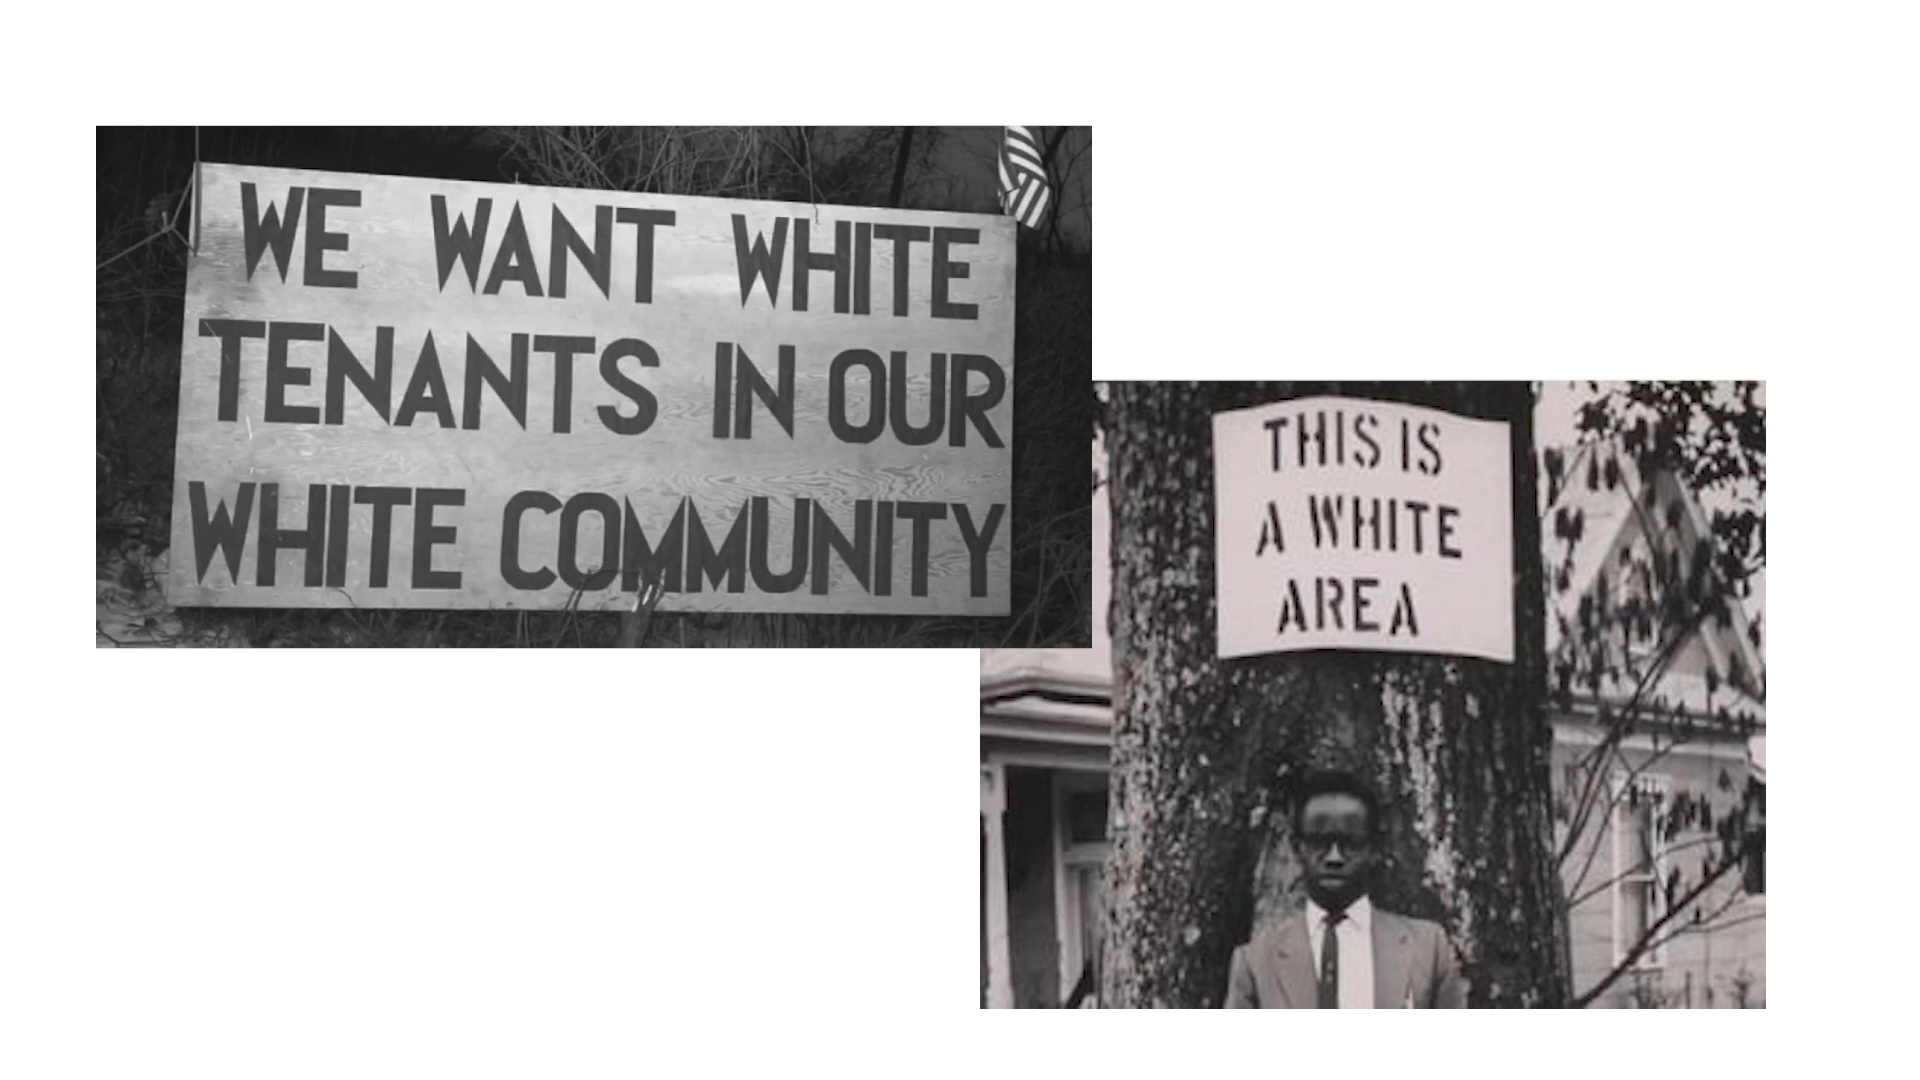 WE WANT WHITE
TENANTS IN OUR
WHITE COMMUNITY
THIS IS
A WHITE
AREA